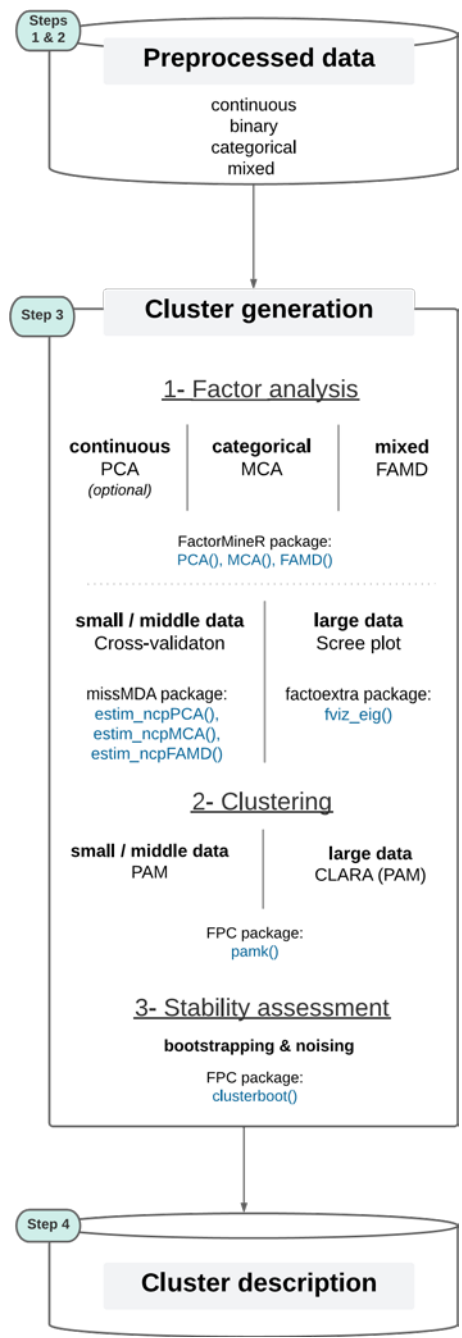 Steps
1 & 2
Preprocessed data
continuous
binary
categorical
mixed
Step 3
Cluster generation
1- Factor analysis
continuous
PCA
(optional)
categorical
MCA
mixed
FAMD
FactorMineR package:
PCA(), MCA(), FAMD()
small / middle data
Cross-validaton
missMDA package:
estim_ncpPCA(),
estim_ncpMCA(),
estim_ncpFAMD()
large data
Scree plot
factoextra package:
fviz_eig()
2- Clustering
small / middle data
PAM
large data
CLARA (PAM)
FPC package:
pamk()
3- Stability assessment
bootstrapping & noising
FPC package:
clusterboot()
Step 4
Cluster description